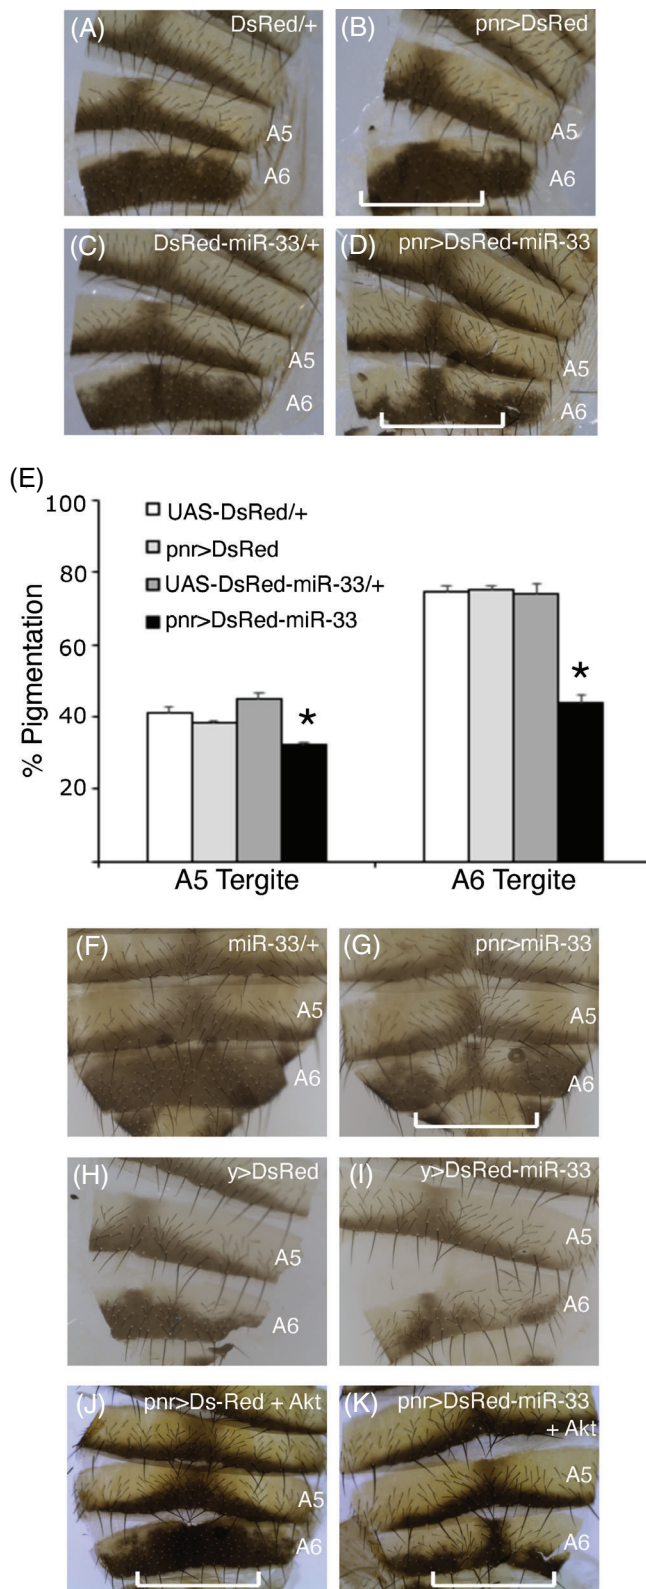 (A) DsRed/+
A5
A6
(B) pnr>DsRed
A5
A6
(C) DsRed-miR-33/+
A5
A6
(D) pnr>DsRed-miR-33
A5
A6
(E)
100
80
60
40
20
% Pigmentation
UAS-DsRed/+
pnr>DsRed
UAS-DsRed-miR-33/+
pnr>DsRed-miR-33
*
*
A5 Tergite
A6 Tergite
(F) miR-33/+
A5
A6
(G) pnr>miR-33
A5
A6
(H) y>DsRed
A5
A6
(I) y>DsRed-miR-33
A5
A6
(J) pnr>Ds-Red + Akt
A5
A6
(K) pnr>DsRed-miR-33
+ Akt
A5
A6